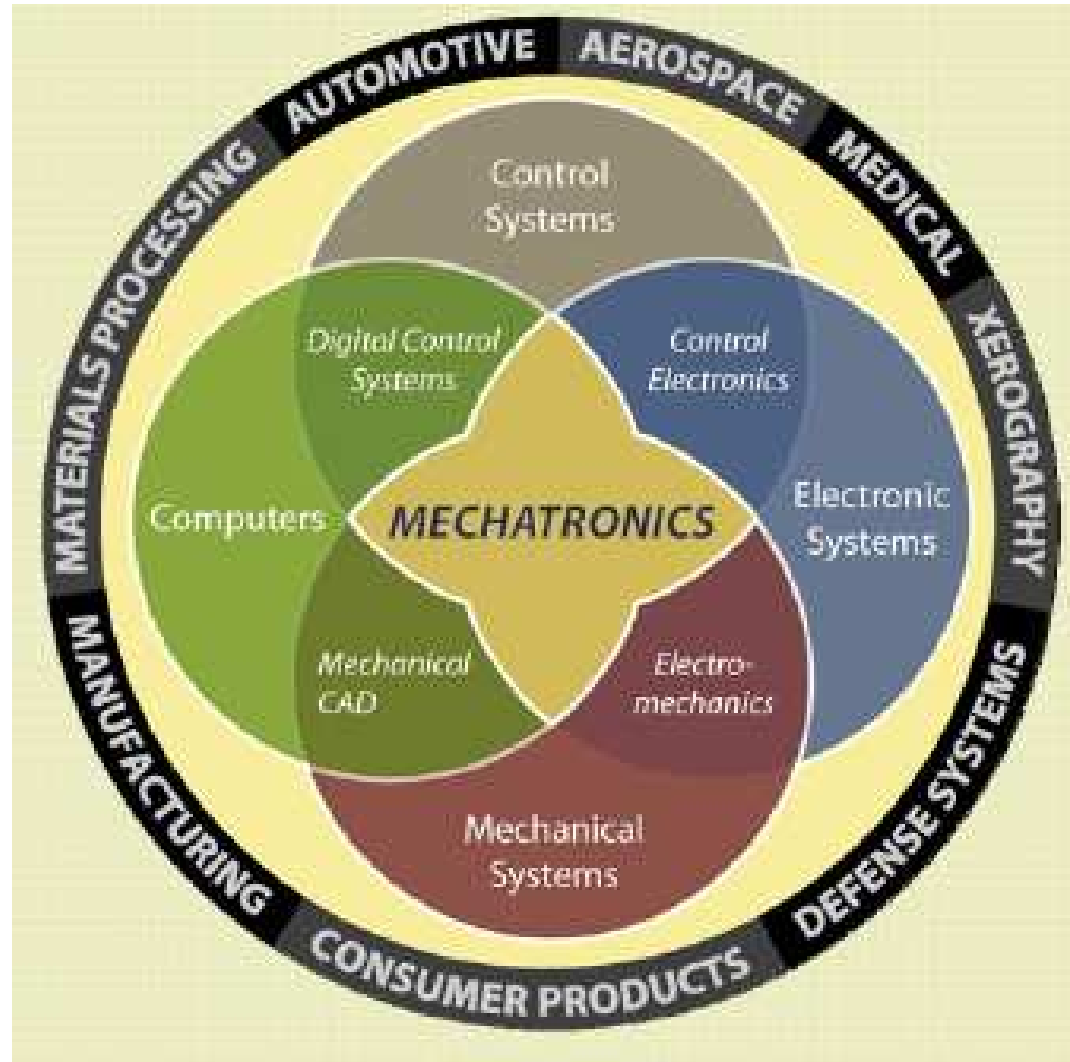 AUTOMOTIVE
AEROSPACE
MEDICAL
XEROGRAPHY
DEFENSE SYSTEMS
CONSUMER PRODUCTS
MANUFACTURING
MATERIALS PROCESSING
Control
Systems
Digital Control
Systems
Control
Electronics
Computers
MECHATRONICS
Electronic
Systems
Mechanical
CAD
Electro-
mechanics
Mechanical
Systems